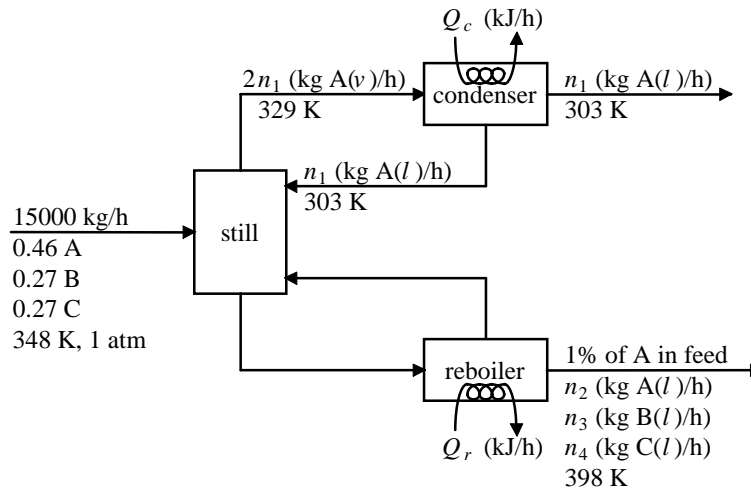 Q_c (kJ/h)
2n_1 (kg A(v)/h)
329 K
condenser
n_1 (kg A(l)/h)
303 K
n_1 (kg A(l)/h)
303 K
15000 kg/h
0.46 A
0.27 B
0.27 C
348 K, 1 atm
still
reboiler
1% of A in feed
n_2 (kg A(l)/h)
n_3 (kg B(l)/h)
n_4 (kg C(l)/h)
398 K
Q_r (kJ/h)